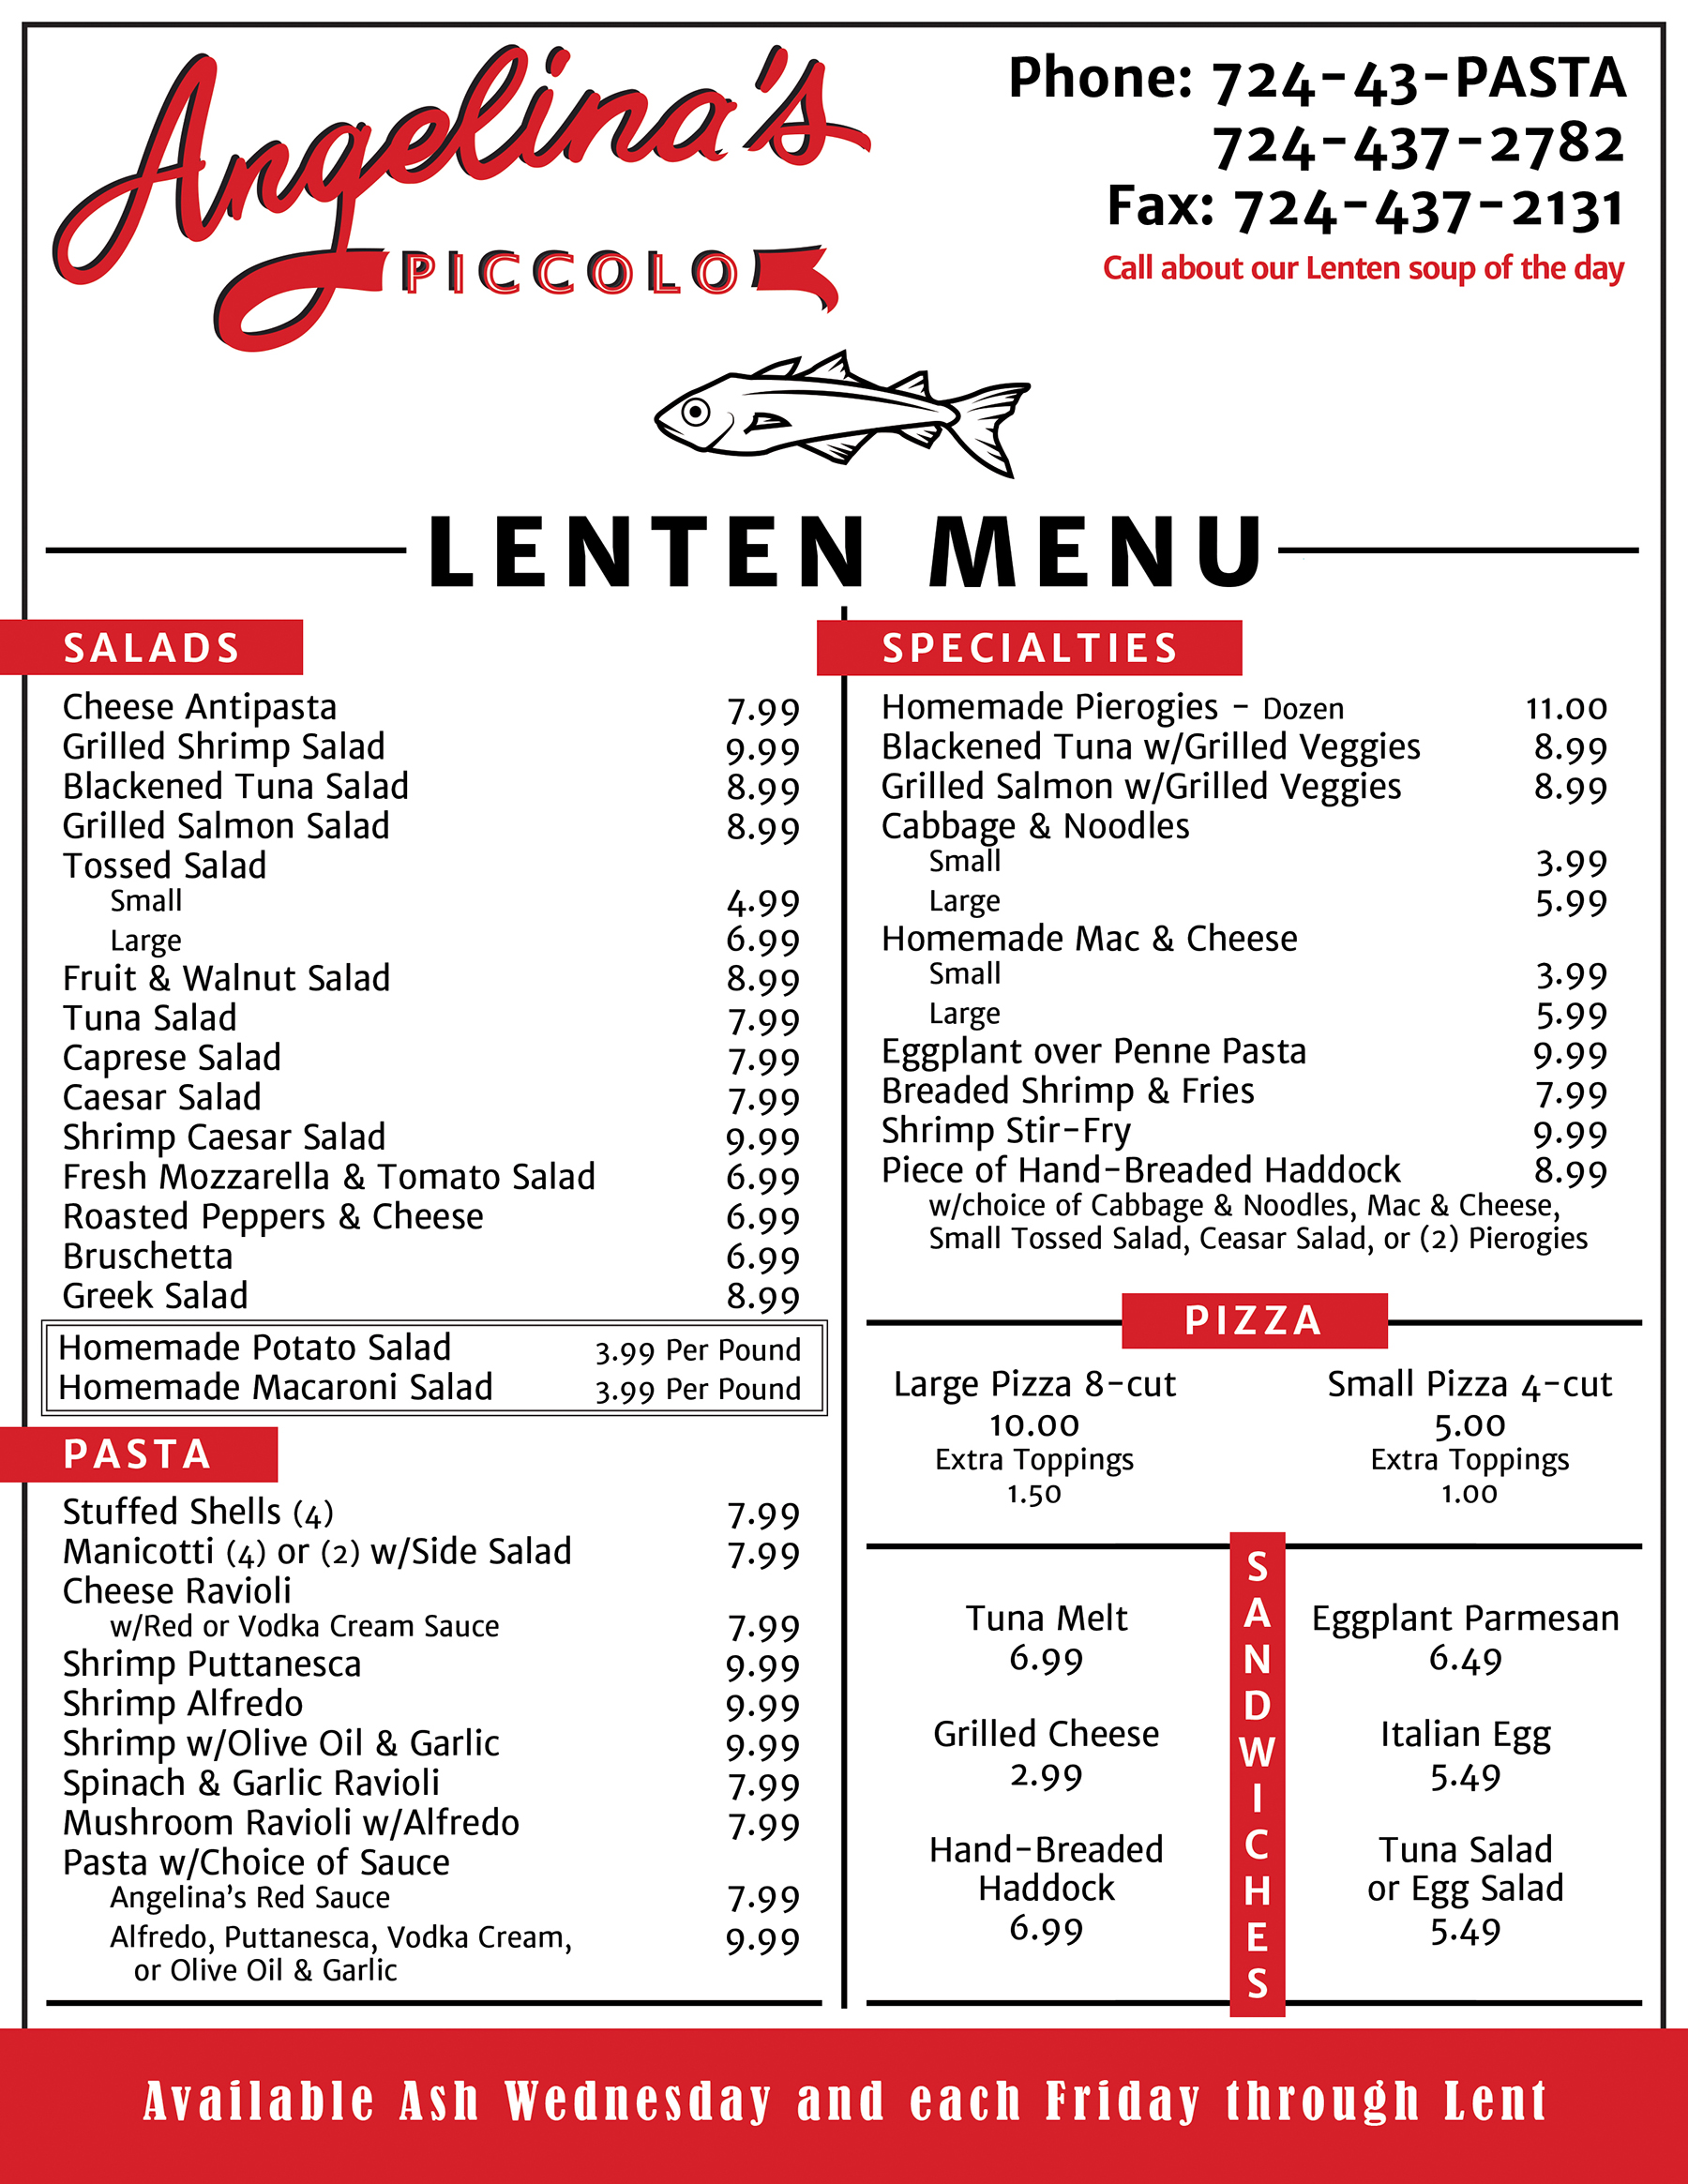 Angelina's
PICCOLO
Phone: 724-43-PASTA
724-437-2782
Fax: 724-437-2131
Call about our Lenten soup of the day
LENTEN MENU
SALADS
Cheese Antipasta 7.99
Grilled Shrimp Salad 9.99
Blackened Tuna Salad 8.99
Grilled Salmon Salad 8.99
Tossed Salad
Small 4.99
Large 6.99
Fruit & Walnut Salad 8.99
Tuna Salad 7.99
Caprese Salad 7.99
Caesar Salad 7.99
Shrimp Caesar Salad 9.99
Fresh Mozzarella & Tomato Salad 6.99
Roasted Peppers & Cheese 6.99
Bruschetta 6.99
Greek Salad 8.99
Homemade Potato Salad 3.99 Per Pound
Homemade Macaroni Salad 3.99 Per Pound
PASTA
Stuffed Shells (4) 7.99
Manicotti (4) or (2) w/Side Salad 7.99
Cheese Ravioli
w/Red or Vodka Cream Sauce 7.99
Shrimp Puttanesca 9.99
Shrimp Alfredo 9.99
Shrimp w/Olive Oil & Garlic 9.99
Spinach & Garlic Ravioli 7.99
Mushroom Ravioli w/Alfredo 7.99
Pasta w/Choice of Sauce
Angelina's Red Sauce 7.99
Alfredo, Puttanesca, Vodka Cream, 9.99
or Olive Oil & Garlic
SPECIALTIES
Homemade Pierogies - Dozen 11.00
Blackened Tuna w/Grilled Veggies 8.99
Grilled Salmon w/Grilled Veggies 8.99
Cabbage & Noodles
Small 3.99
Large 5.99
Homemade Mac & Cheese
Small 3.99
Large 5.99
Eggplant over Penne Pasta 9.99
Breaded Shrimp & Fries 7.99
Shrimp Stir-Fry 9.99
Piece of Hand-Breaded Haddock 8.99
w/choice of Cabbage & Noodles, Mac & Cheese,
Small Tossed Salad, Ceasar Salad, or (2) Pierogies
PIZZA
Large Pizza 8-cut
10.00
Extra Toppings
1.50
Small Pizza 4-cut
5.00
Extra Toppings
1.00
SANDWICHES
Tuna Melt
6.99
Grilled Cheese
2.99
Hand-Breaded
Haddock
6.99
Eggplant Parmesan
6.49
Italian Egg
5.49
Tuna Salad
or Egg Salad
5.49
Available Ash Wednesday and each Friday through Lent